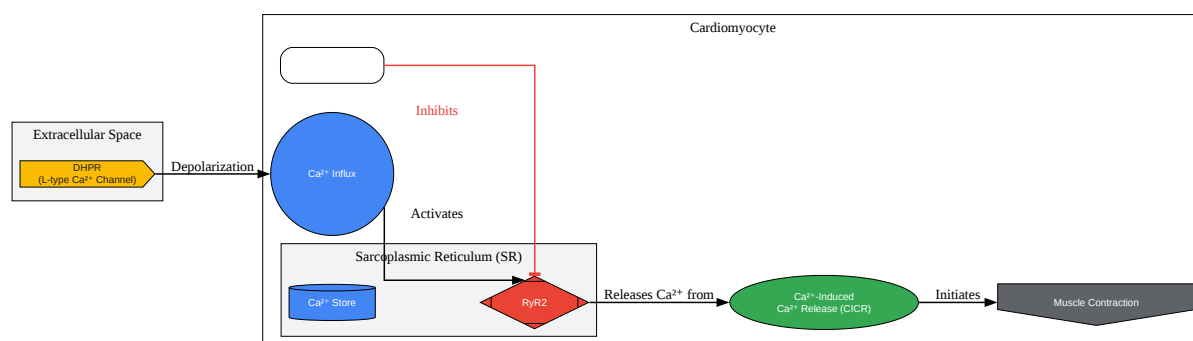 Cardiomyocyte
Inhibits
Extracellular Space
DHPR
(L-type Ca²⁺ Channel)
Depolarization
Ca²⁺ Influx
Activates
Sarcoplasmic Reticulum (SR)
Ca²⁺ Store
RyR2
Releases Ca²⁺ from
Ca²⁺-Induced
Ca²⁺ Release (CICR)
Initiates
Muscle Contraction